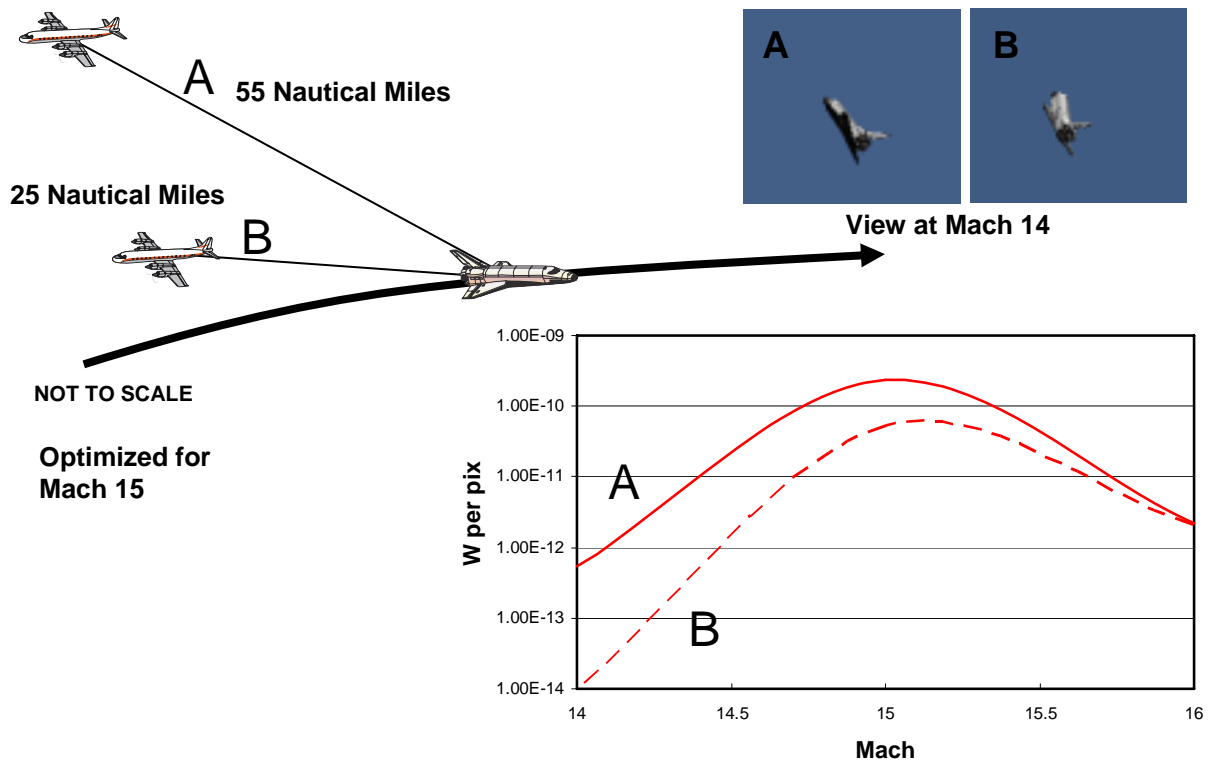 A
55 Nautical Miles
25 Nautical Miles
B
NOT TO SCALE
Optimized for
Mach 15
A
B
View at Mach 14
1.00E-09
1.00E-10
1.00E-11
1.00E-12
1.00E-13
1.00E-14
W per pix
A
B
14
14.5
15
15.5
16
Mach